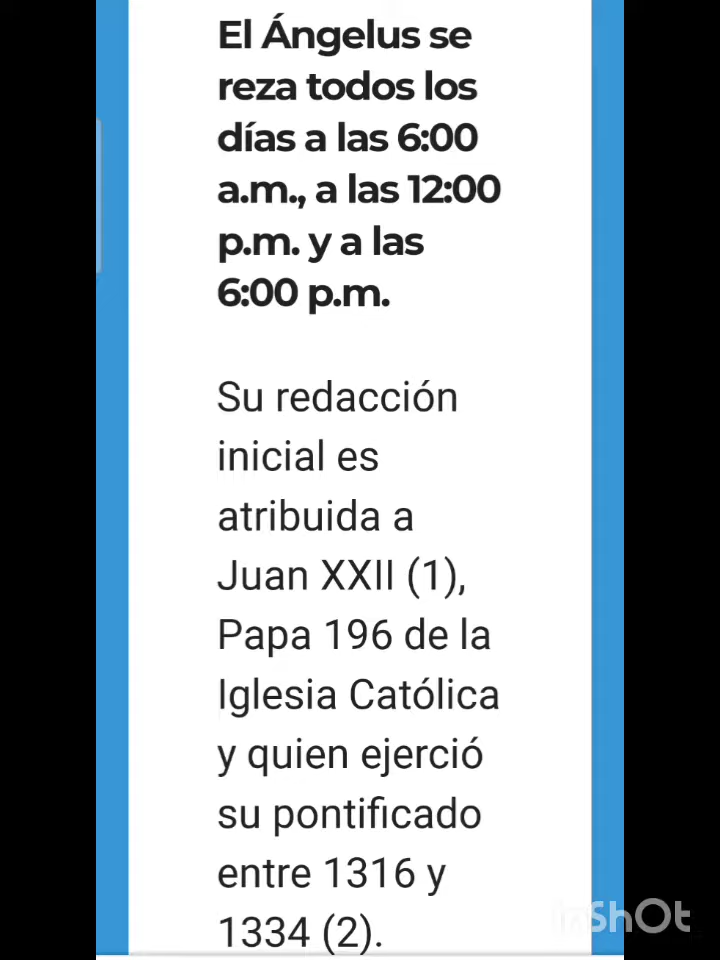 El Ángelus se
reza todos los
días a las 6:00
a.m., a las 12:00
p.m. y a las
6:00 p.m.
Su redacción
inicial es
atribuida a
Juan XXII (1),
Papa 196 de la
Iglesia Católica
y quien ejerció
su pontificado
entre 1316 y
1334 (2).
InShOt